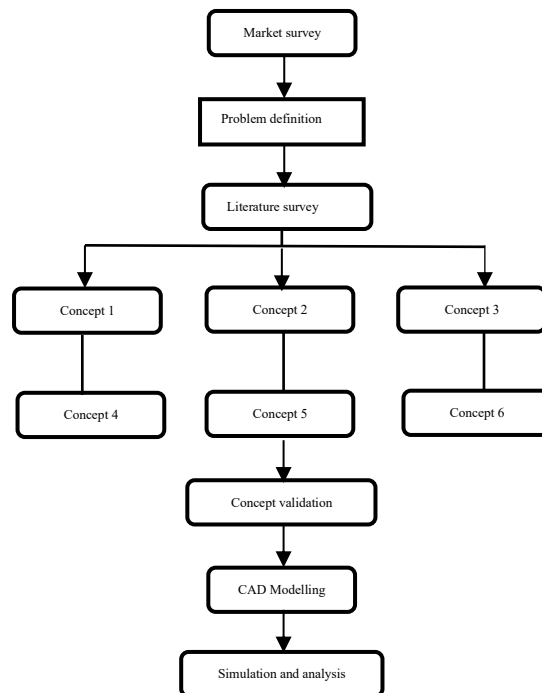 Market survey
Problem definition
Literature survey
Concept 1
Concept 2
Concept 3
Concept 4
Concept 5
Concept 6
Concept validation
CAD Modelling
Simulation and analysis